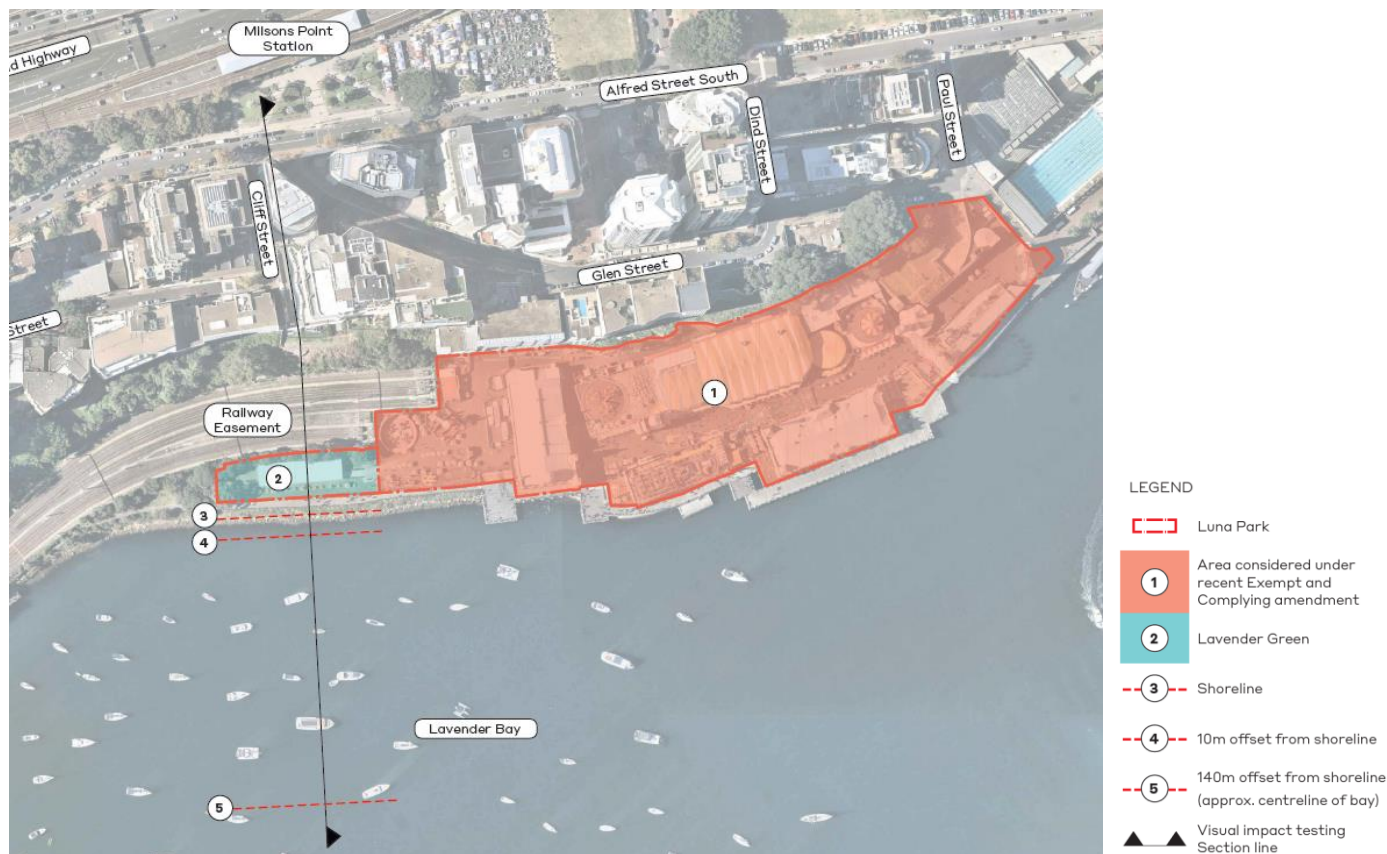 d Highway
Milsons Point
Station
Alfred Street South
Dind Street
Paul Street
Cliff Street
Glen Street
Street
Railway
Easement
1
2
3
4
Lavender Bay
5
LEGEND
Luna Park
1
Area considered under
recent Exempt and
Complying amendment
2
Lavender Green
3
Shoreline
4
10m offset from shoreline
5
140m offset from shoreline
(approx. centreline of bay)
Visual impact testing
Section line